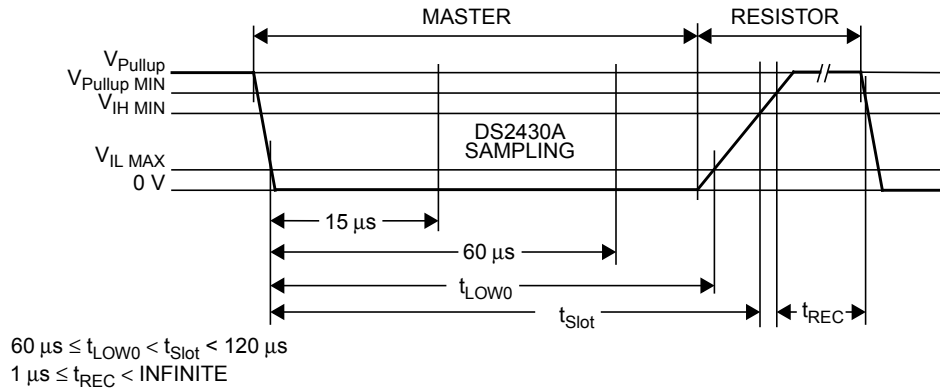 MASTER RESISTOR
V_Pullup
V_Pullup MIN
V_IH MIN
DS2430A
SAMPLING
V_IL MAX
0 V
15 μs
60 μs
t_LOW0
t_Slot t_REC
60 μs ≤ t_LOW0 < t_Slot < 120 μs
1 μs ≤ t_REC < INFINITE